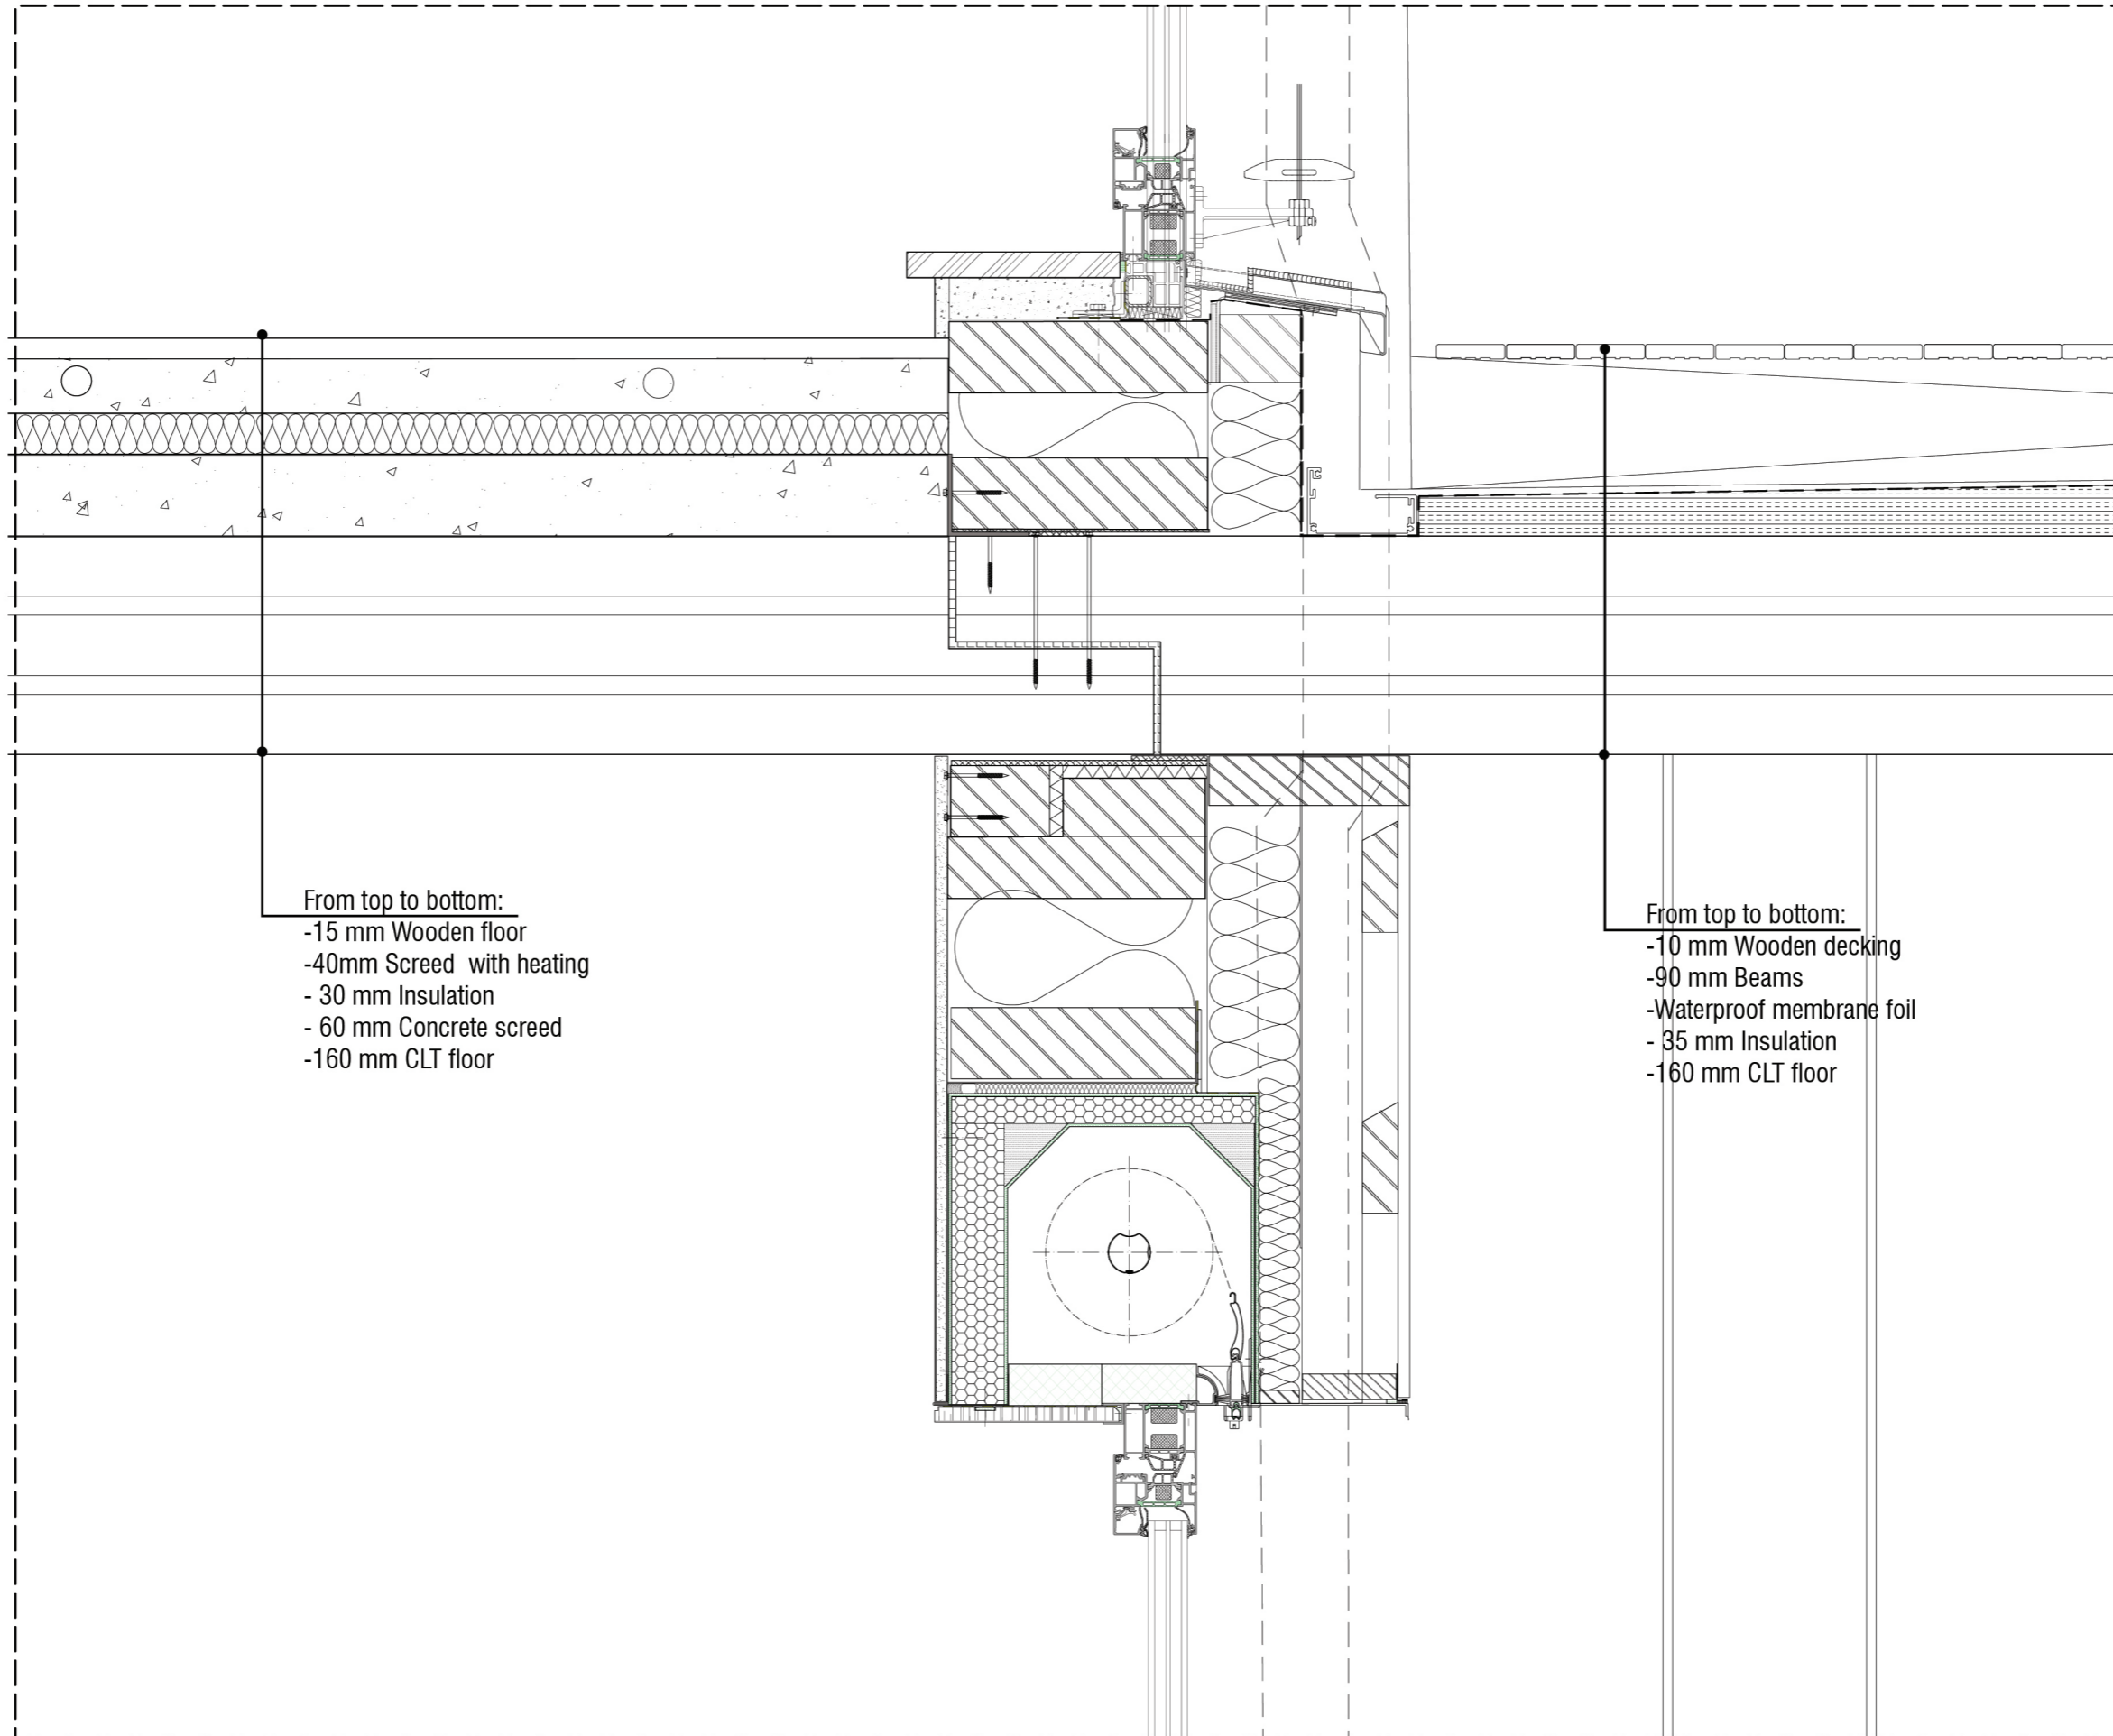 From top to bottom:
-15 mm Wooden floor
-40mm Screed  with heating
- 30 mm Insulation
- 60 mm Concrete screed
-160 mm CLT floor
From top to bottom:
-10 mm Wooden decking
-90 mm Beams
-Waterproof membrane foil
- 35 mm Insulation
-160 mm CLT floor